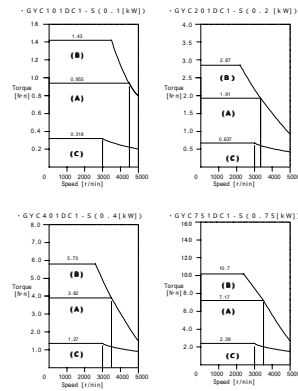 ・GYC101DC1-S(0.1[kW])
1.6
1.4
1.2
1.0
0.8
0.6
0.4
0.2
Torque
[N･m]
1.43
(B)
0.955
(A)
0.318
(C)
0 1000 2000 3000 4000 5000
Speed [r/min]
・GYC201DC1-S(0.2 [kW])
4.0
3.5
3.0
2.5
2.0
1.5
1.0
0.5
Torque
[N･m]
2.87
(B)
1.91
(A)
0.637
(C)
0 1000 2000 3000 4000 5000
Speed [r/min]
・GYC401DC1-S(0.4[kW])
8.0
7.0
6.0
5.0
4.0
3.0
2.0
1.0
Torque
[N･m]
5.73
(B)
3.82
(A)
1.27
(C)
0 1000 2000 3000 4000 5000
Speed [r/min]
・GYC751DC1-S(0.75[kW])
16.0
14.0
12.0
10.0
8.0
6.0
4.0
2.0
Torque
[N･m]
10.7
(B)
7.17
(A)
2.39
(C)
0 1000 2000 3000 4000 5000
Speed [r/min]